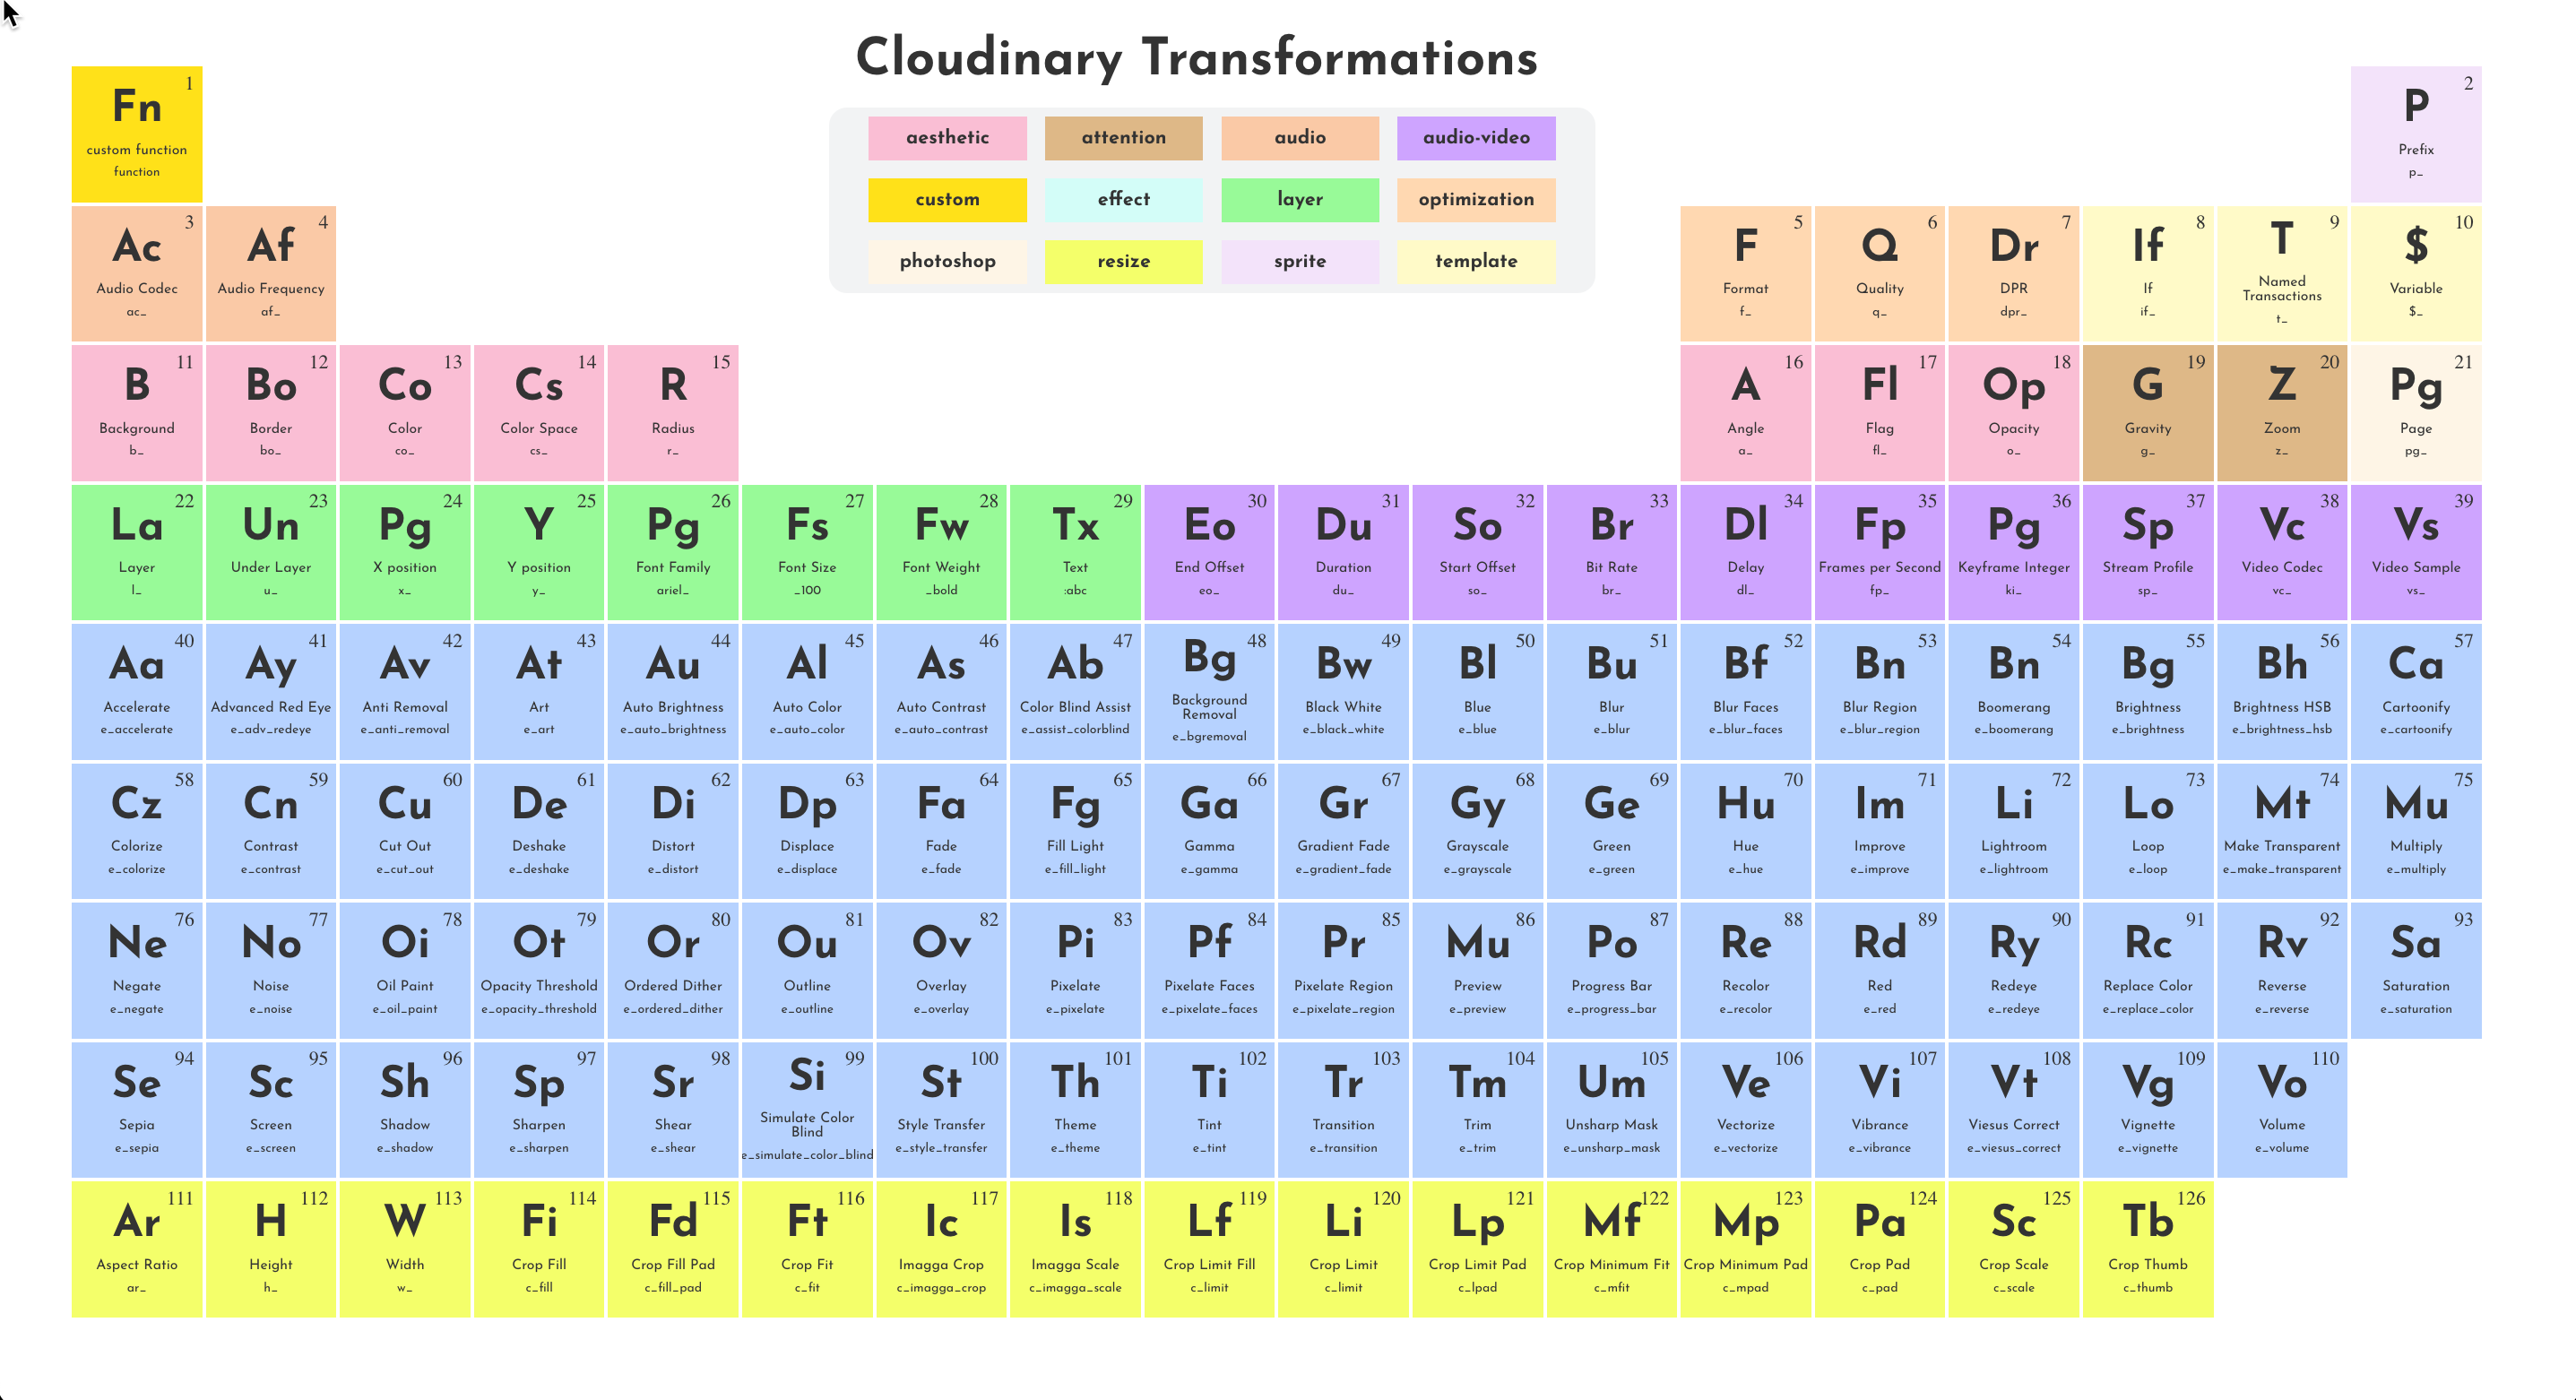 Cloudinary Transformations
aesthetic attention audio audio-video
custom effect layer optimization
photoshop resize sprite template
1 2
Fn P
custom function Prefix
function p_
3 4 5 6 7 8 9 10
Ac Af F Q Dr If T $
Audio Codec Audio Frequency Format Quality DPR If Named Transactions Variable
ac_ af_ f_ q_ dpr_ if_ t_ $_
11 12 13 14 15 16 17 18 19 20 21
B Bo Co Cs R A Fl Op G Z Pg
Background Border Color Color Space Radius Angle Flag Opacity Gravity Zoom Page
b_ bo_ co_ cs_ r_ a_ fl_ o_ g_ z_ pg_
22 23 24 25 26 27 28 29 30 31 32 33 34 35 36 37 38 39
La Un Pg Y Pg Fs Fw Tx Eo Du So Br Dl Fp Pg Sp Vc Vs
Layer Under Layer X position Y position Font Family Font Size Font Weight Text End Offset Duration Start Offset Bit Rate Delay Frames per Second Keyframe Integer Stream Profile Video Codec Video Sample
l_ u_ x_ y_ ariel_ _100 _bold :abc eo_ du_ so_ br_ dl_ fp_ ki_ sp_ vc_ vs_
40 41 42 43 44 45 46 47 48 49 50 51 52 53 54 55 56 57
Aa Ay Av At Au Al As Ab Bg Bw Bl Bu Bf Bn Bn Bg Bh Ca
Accelerate Advanced Red Eye Anti Removal Art Auto Brightness Auto Color Auto Contrast Color Blind Assist Background Removal Black White Blue Blur Blur Faces Blur Region Boomerang Brightness Brightness HSB Cartoonify
e_accelerate e_adv_redeye e_anti_removal e_art e_auto_brightness e_auto_color e_auto_contrast e_assist_colorblind e_bgremoval e_black_white e_blue e_blur e_blur_faces e_blur_region e_boomerang e_brightness e_brightness_hsb e_cartoonify
58 59 60 61 62 63 64 65 66 67 68 69 70 71 72 73 74 75
Cz Cn Cu De Di Dp Fa Fg Ga Gr Gy Ge Hu Im Li Lo Mt Mu
Colorize Contrast Cut Out Deshake Distort Displace Fade Fill Light Gamma Gradient Fade Grayscale Green Hue Improve Lightroom Loop Make Transparent Multiply
e_colorize e_contrast e_cut_out e_deshake e_distort e_displace e_fade e_fill_light e_gamma e_gradient_fade e_grayscale e_green e_hue e_improve e_lightroom e_loop e_make_transparent e_multiply
76 77 78 79 80 81 82 83 84 85 86 87 88 89 90 91 92 93
Ne No Oi Ot Or Ou Ov Pi Pf Pr Mu Po Re Rd Ry Rc Rv Sa
Negate Noise Oil Paint Opacity Threshold Ordered Dither Outline Overlay Pixelate Pixelate Faces Pixelate Region Preview Progress Bar Recolor Red Redeye Replace Color Reverse Saturation
e_negate e_noise e_oil_paint e_opacity_threshold e_ordered_dither e_outline e_overlay e_pixelate e_pixelate_faces e_pixelate_region e_preview e_progress_bar e_recolor e_red e_redeye e_replace_color e_reverse e_saturation
94 95 96 97 98 99 100 101 102 103 104 105 106 107 108 109 110
Se Sc Sh Sp Sr Si St Th Ti Tr Tm Um Ve Vi Vt Vg Vo
Sepia Screen Shadow Sharpen Shear Simulate Color Blind Style Transfer Theme Tint Transition Trim Unsharp Mask Vectorize Vibrance Viesus Correct Vignette Volume
e_sepia e_screen e_shadow e_sharpen e_shear e_simulate_color_blind e_style_transfer e_theme e_tint e_transition e_trim e_unsharp_mask e_vectorize e_vibrance e_viesus_correct e_vignette e_volume
111 112 113 114 115 116 117 118 119 120 121 122 123 124 125 126
Ar H W Fi Fd Ft Ic Is Lf Li Lp Mf Mp Pa Sc Tb
Aspect Ratio Height Width Crop Fill Crop Fill Pad Crop Fit Imagga Crop Imagga Scale Crop Limit Fill Crop Limit Crop Limit Pad Crop Minimum Fit Crop Minimum Pad Crop Pad Crop Scale Crop Thumb
ar_ h_ w_ c_fill c_fill_pad c_fit c_imagga_crop c_imagga_scale c_limit c_limit c_lpad c_mfit c_mpad c_pad c_scale c_thumb